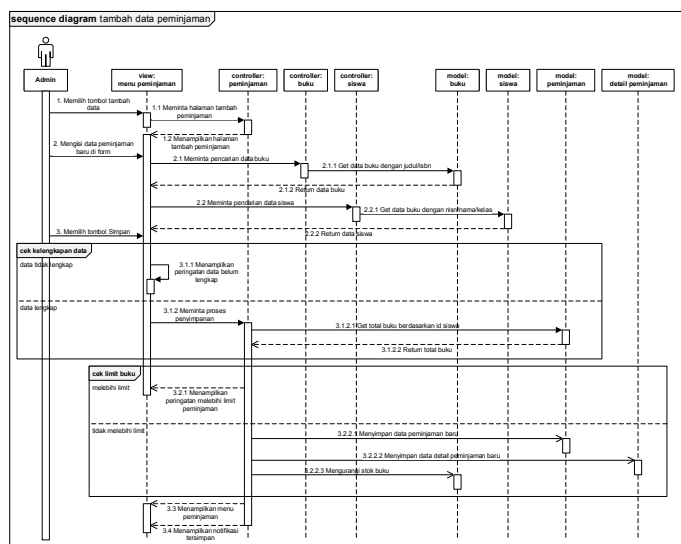 sequence diagram tambah data peminjaman
Admin
view:
menu peminjaman
controller:
peminjaman
controller:
buku
controller:
siswa
model:
buku
model:
siswa
model:
peminjaman
model:
detail peminjaman
1. Memilih tombol tambah
data
1.1 Meminta halaman tambah
peminjaman
1.2 Menampilkan halaman
tambah peminjaman
2. Mengisi data peminjaman
baru di form
2.1 Meminta pencarian data buku
2.1.1 Get data buku dengan judul/isbn
2.1.2 Return data buku
2.2 Meminta pencarian data siswa
2.2.1 Get data buku dengan nisn/nama/kelas
2.2.2 Return data siswa
3. Memilih tombol Simpan
cek kelengkapan data
data tidak lengkap
3.1.1 Menampilkan
peringatan data belum
lengkap
data lengkap
3.1.2 Meminta proses
penyimpanan
3.1.2.1 Get total buku berdasarkan id siswa
3.1.2.2 Return total buku
cek limit buku
melebihi limit
3.2.1 Menampilkan
peringatan melebihi limit
peminjaman
tidak melebihi limit
3.2.2.1 Menyimpan data peminjaman baru
3.2.2.2 Menyimpan data detail peminjaman baru
3.2.2.3 Mengurangi stok buku
3.3 Menampilkan menu
peminjaman
3.4 Menampilkan notifikasi
tersimpan